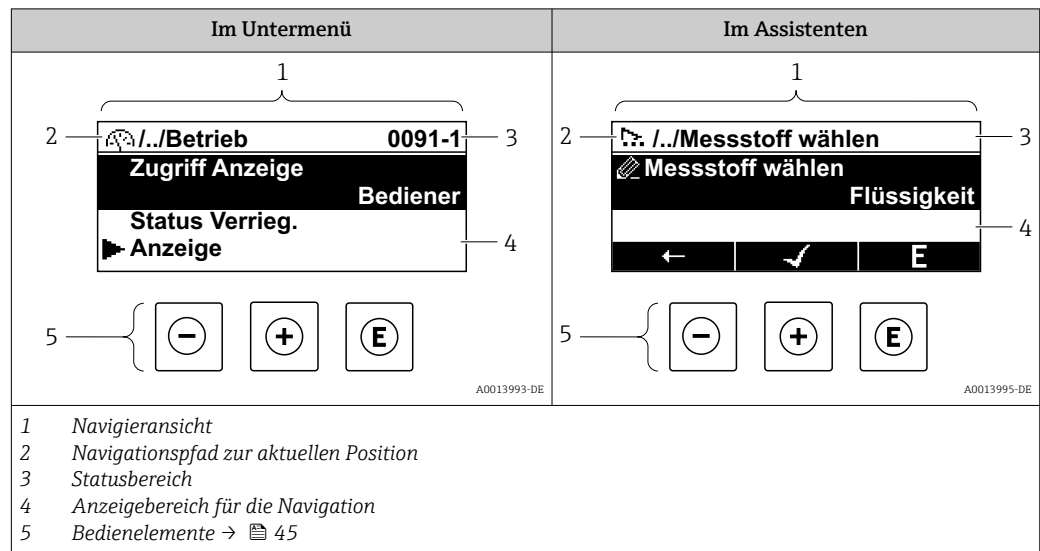 Im Untermenü
Im Assistenten
1
2
/../Betrieb 0091-1
3
Zugriff Anzeige
Bediener
Status Verrieg.
Anzeige
4
5
- + E
A0013993-DE
1
2
/../Messstoff wählen
3
Messstoff wählen
Flüssigkeit
4
← ✓ E
5
- + E
A0013995-DE
1 Navigieransicht
2 Navigationspfad zur aktuellen Position
3 Statusbereich
4 Anzeigebereich für die Navigation
5 Bedienelemente → 45